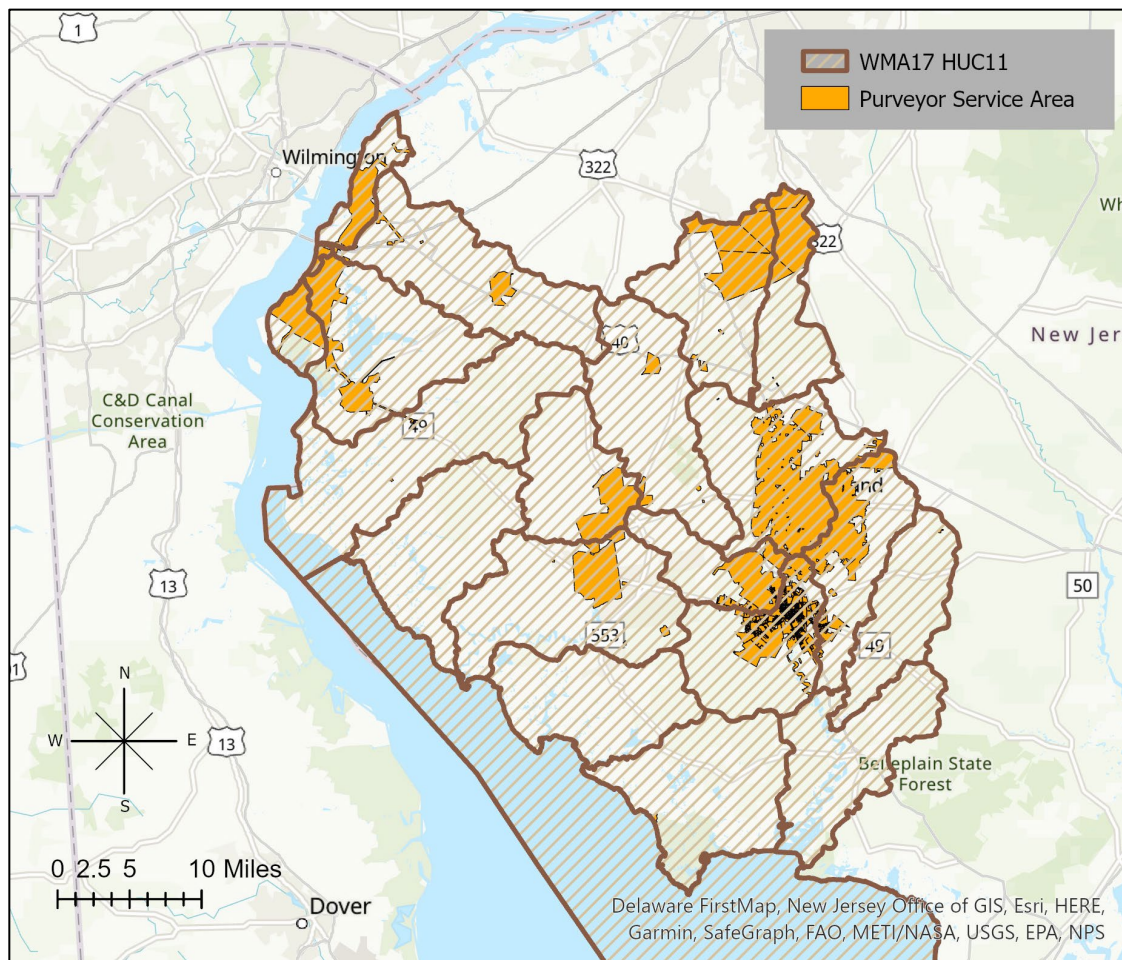 1
WMA17 HUC11
Purveyor Service Area
Wilmington
322
Wh
322
New Jer
40
C&D Canal
Conservation
Area
49
and
13
50
553
49
N
W
E
S
13
Belleplain State
Forest
0 2.5 5 10 Miles
Dover
Delaware FirstMap, New Jersey Office of GIS, Esri, HERE,
Garmin, SafeGraph, FAO, METI/NASA, USGS, EPA, NPS